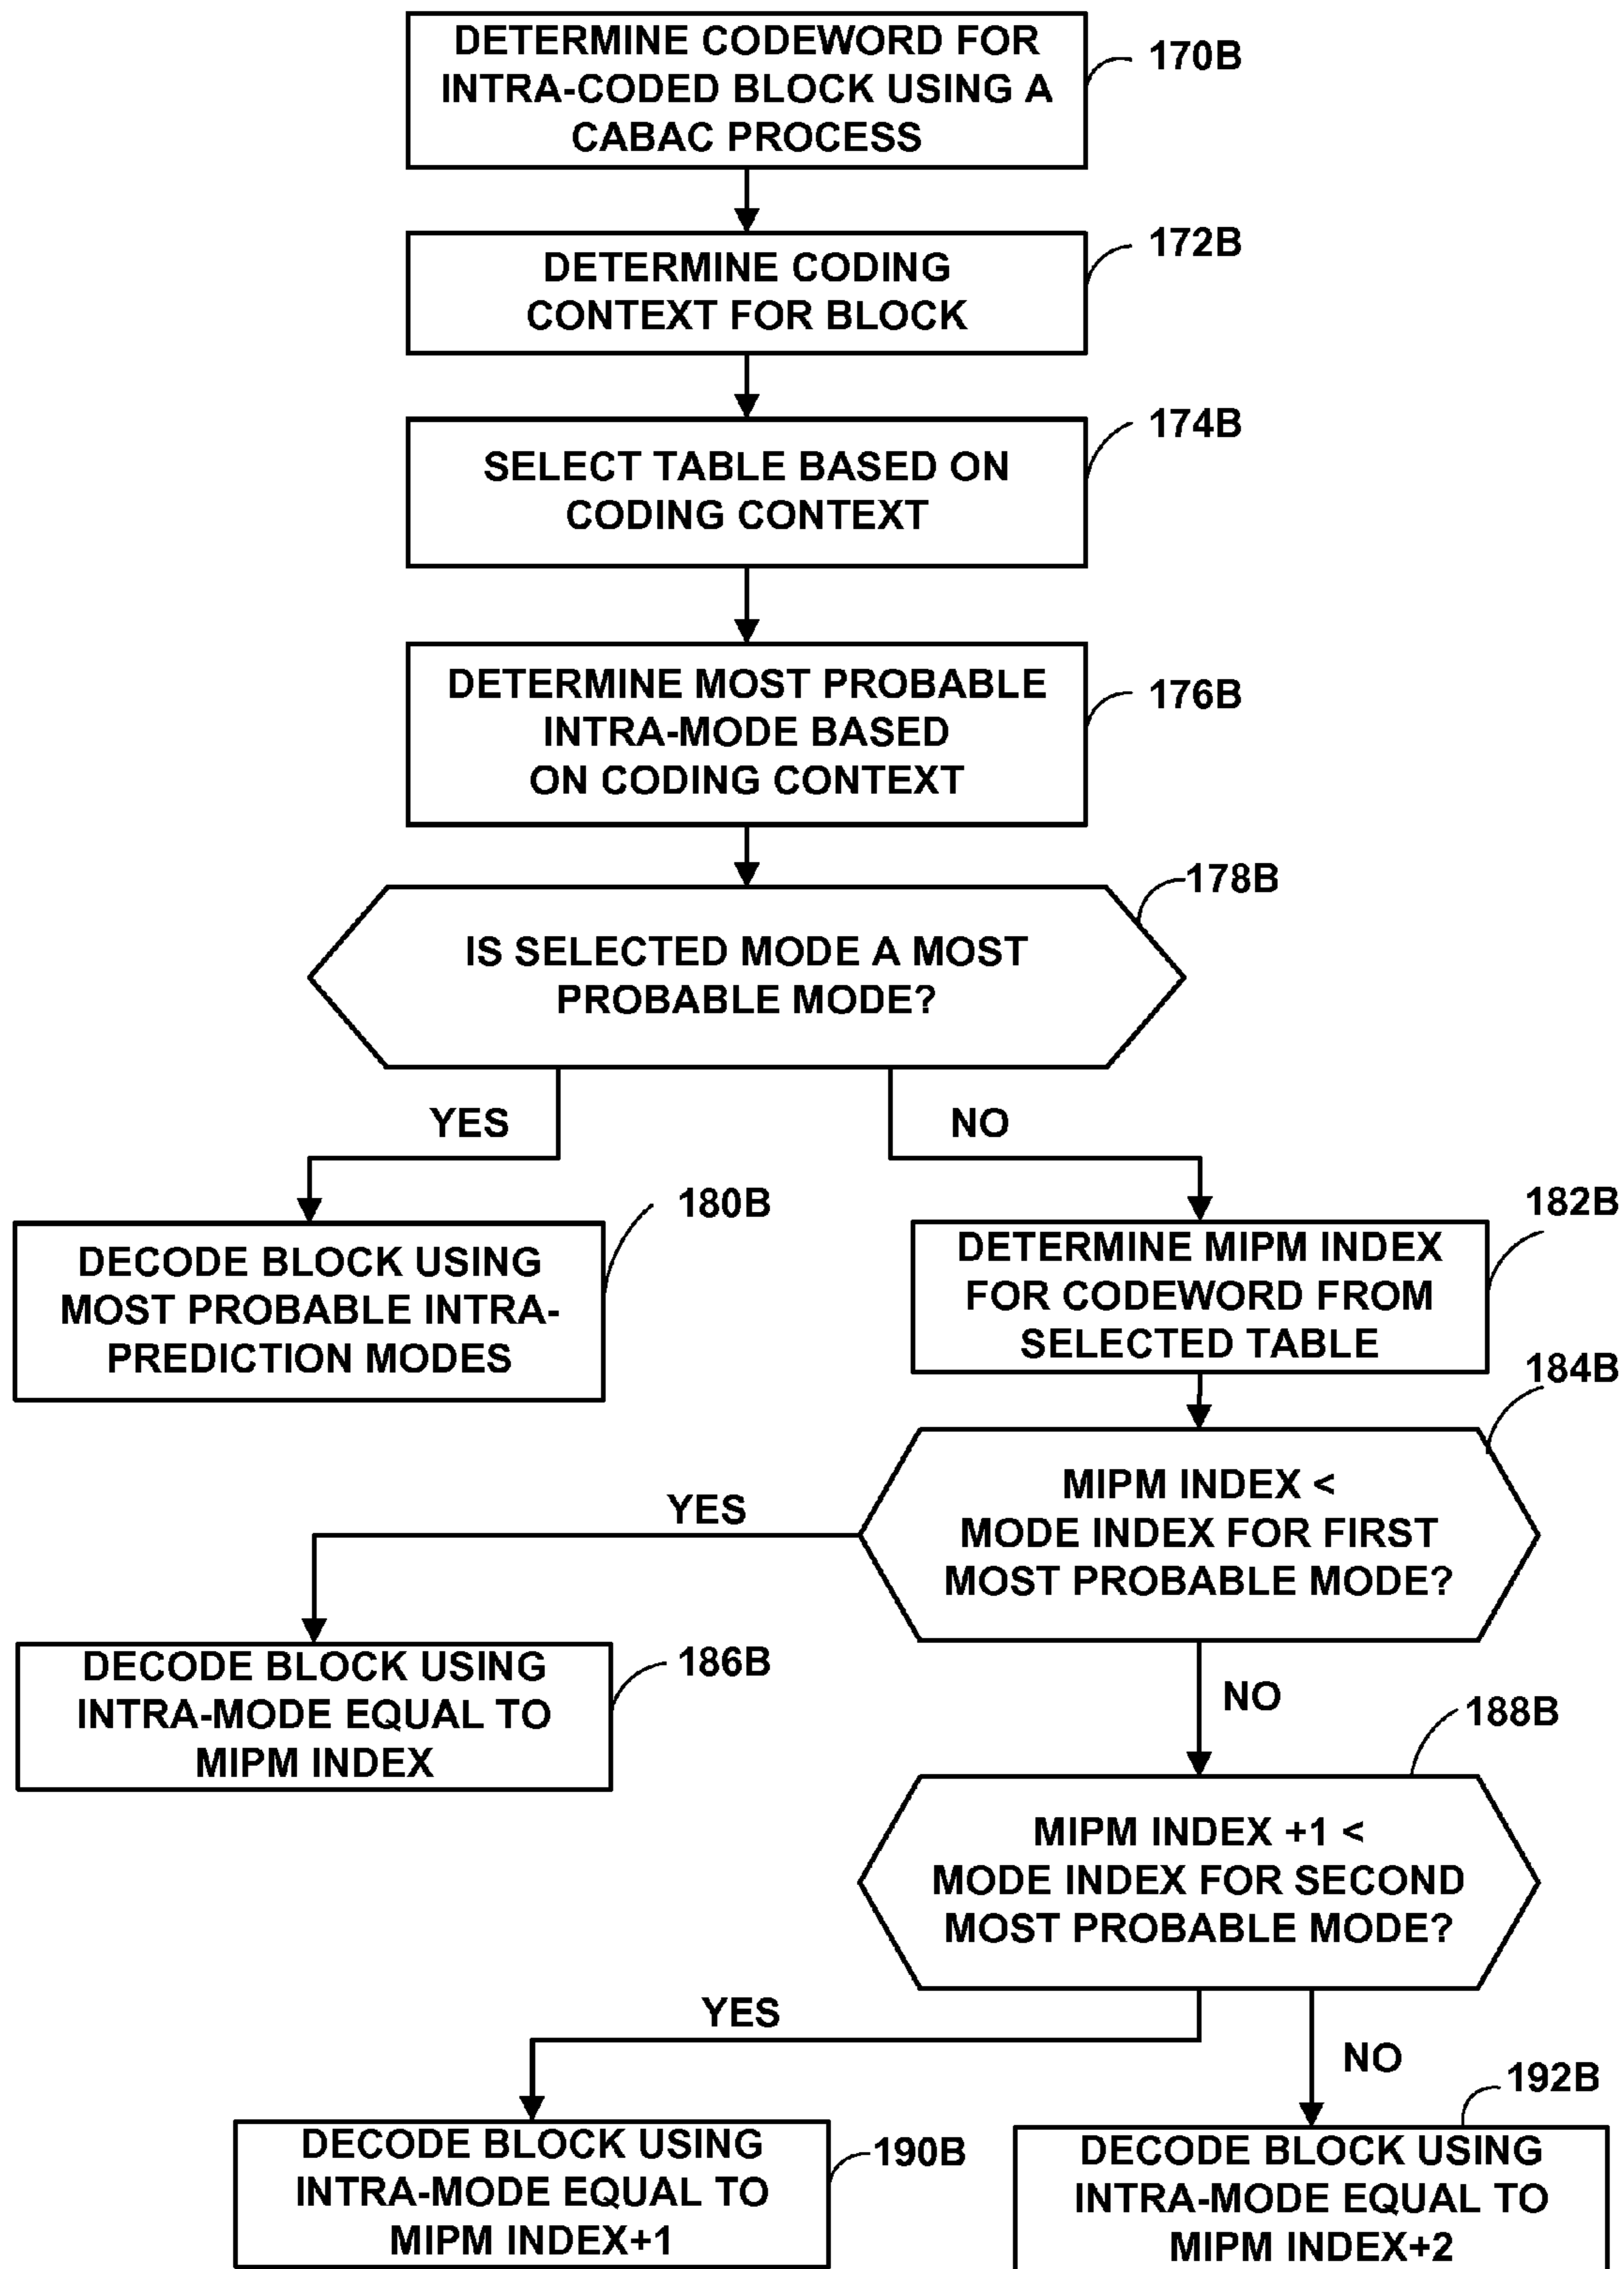 DETERMINE CODEWORD FOR
INTRA-CODED BLOCK USING A
CABAC PROCESS
170B
DETERMINE CODING
CONTEXT FOR BLOCK
172B
SELECT TABLE BASED ON
CODING CONTEXT
174B
DETERMINE MOST PROBABLE
INTRA-MODE BASED
ON CODING CONTEXT
176B
IS SELECTED MODE A MOST
PROBABLE MODE?
178B
YES
NO
DECODE BLOCK USING
MOST PROBABLE INTRA-
PREDICTION MODES
180B
DETERMINE MIPM INDEX
FOR CODEWORD FROM
SELECTED TABLE
182B
MIPM INDEX <
MODE INDEX FOR FIRST
MOST PROBABLE MODE?
184B
YES
NO
DECODE BLOCK USING
INTRA-MODE EQUAL TO
MIPM INDEX
186B
MIPM INDEX +1 <
MODE INDEX FOR SECOND
MOST PROBABLE MODE?
188B
YES
NO
DECODE BLOCK USING
INTRA-MODE EQUAL TO
MIPM INDEX+1
190B
DECODE BLOCK USING
INTRA-MODE EQUAL TO
MIPM INDEX+2
192B